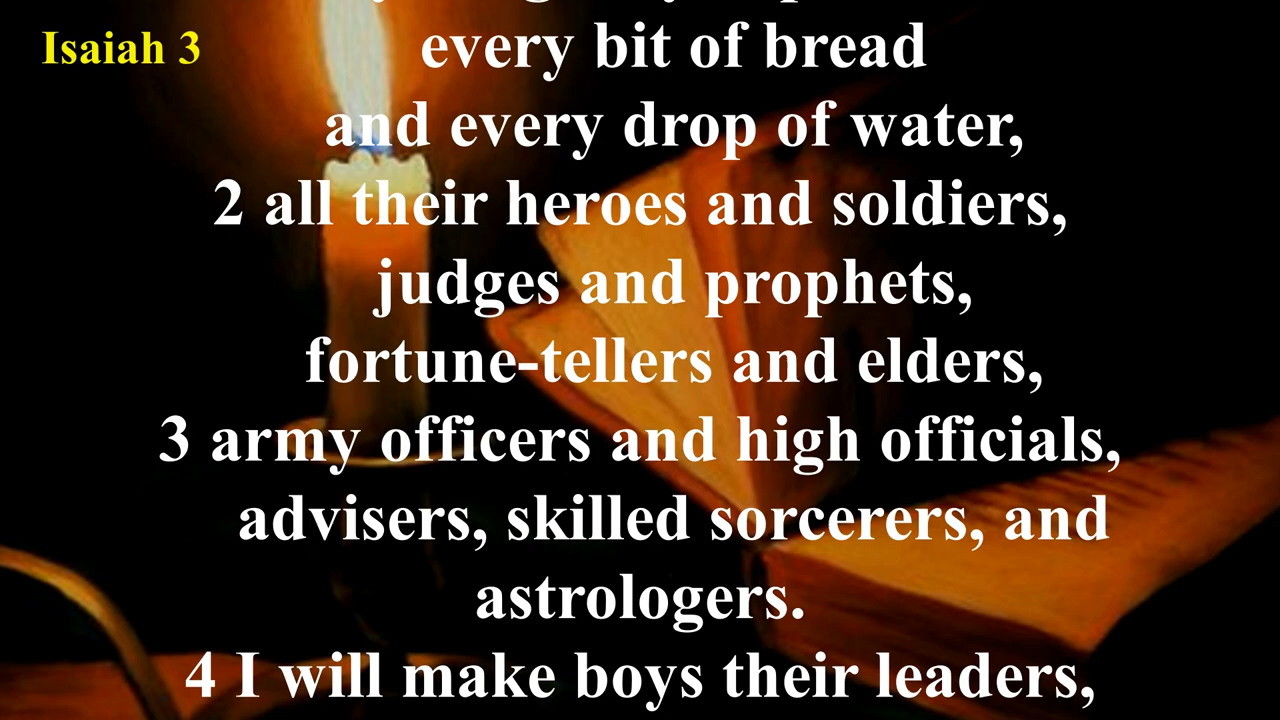 Isaiah 3
every bit of bread
and every drop of water,
2 all their heroes and soldiers,
judges and prophets,
fortune-tellers and elders,
3 army officers and high officials,
advisers, skilled sorcerers, and
astrologers.
4 I will make boys their leaders,